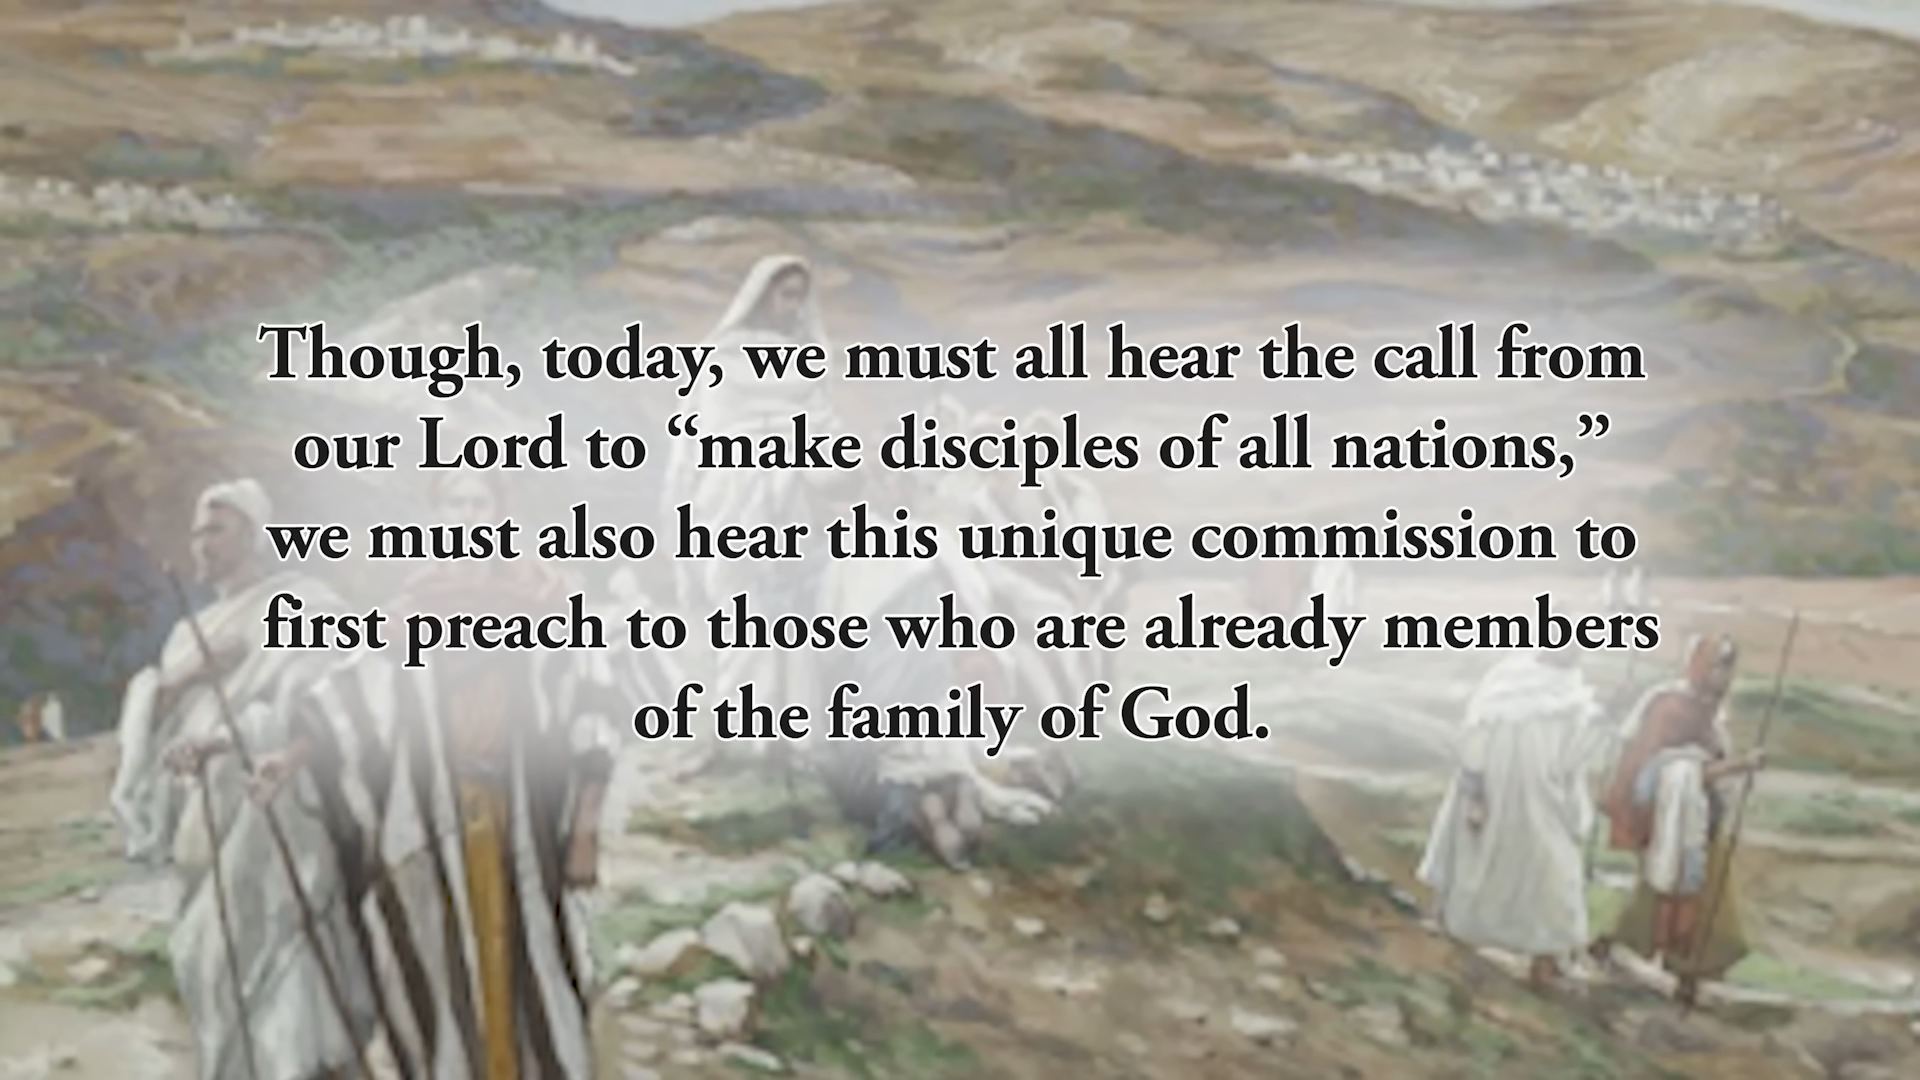 Though, today, we must all hear the call from
our Lord to “make disciples of all nations,”
we must also hear this unique commission to
first preach to those who are already members
of the family of God.